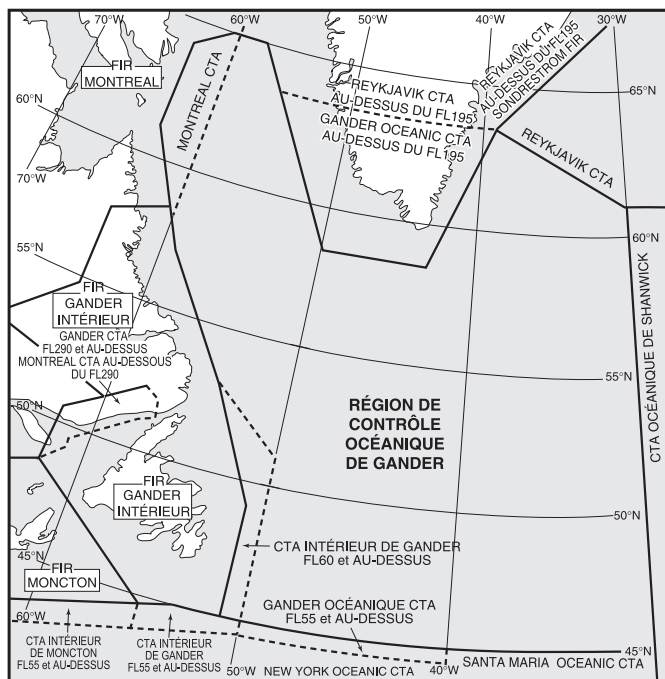 70°W
60°W
50°W
40°W
30°W
FIR
MONTREAL
MONTREAL CTA
REYKJAVIK CTA
AU-DESSUS DU FL195
GANDER OCEANIC CTA
AU-DESSUS DU FL195
REYKJAVIK CTA
AU-DESSUS DU FL195
SONDRESTROM FIR
65°N
60°N
REYKJAVIK CTA
70°W
60°N
55°N
FIR
GANDER
INTÉRIEUR
GANDER CTA
FL290 et AU-DESSUS
MONTREAL CTA AU-DESSOUS
DU FL290
CTA OCÉANIQUE DE SHANWICK
55°N
50°N
RÉGION DE
CONTRÔLE
OCÉANIQUE
DE GANDER
FIR
GANDER
INTÉRIEUR
50°N
CTA INTÉRIEUR DE GANDER
FL60 et AU-DESSUS
45°N
FIR
MONCTON
60°W
GANDER OCÉANIQUE CTA
FL55 et AU-DESSUS
CTA INTÉRIEUR
DE MONCTON
FL55 et AU-DESSUS
CTA INTÉRIEUR
DE GANDER
FL55 et AU-DESSUS
50°W
NEW YORK OCEANIC CTA
40°W
SANTA MARIA OCEANIC CTA
45°N